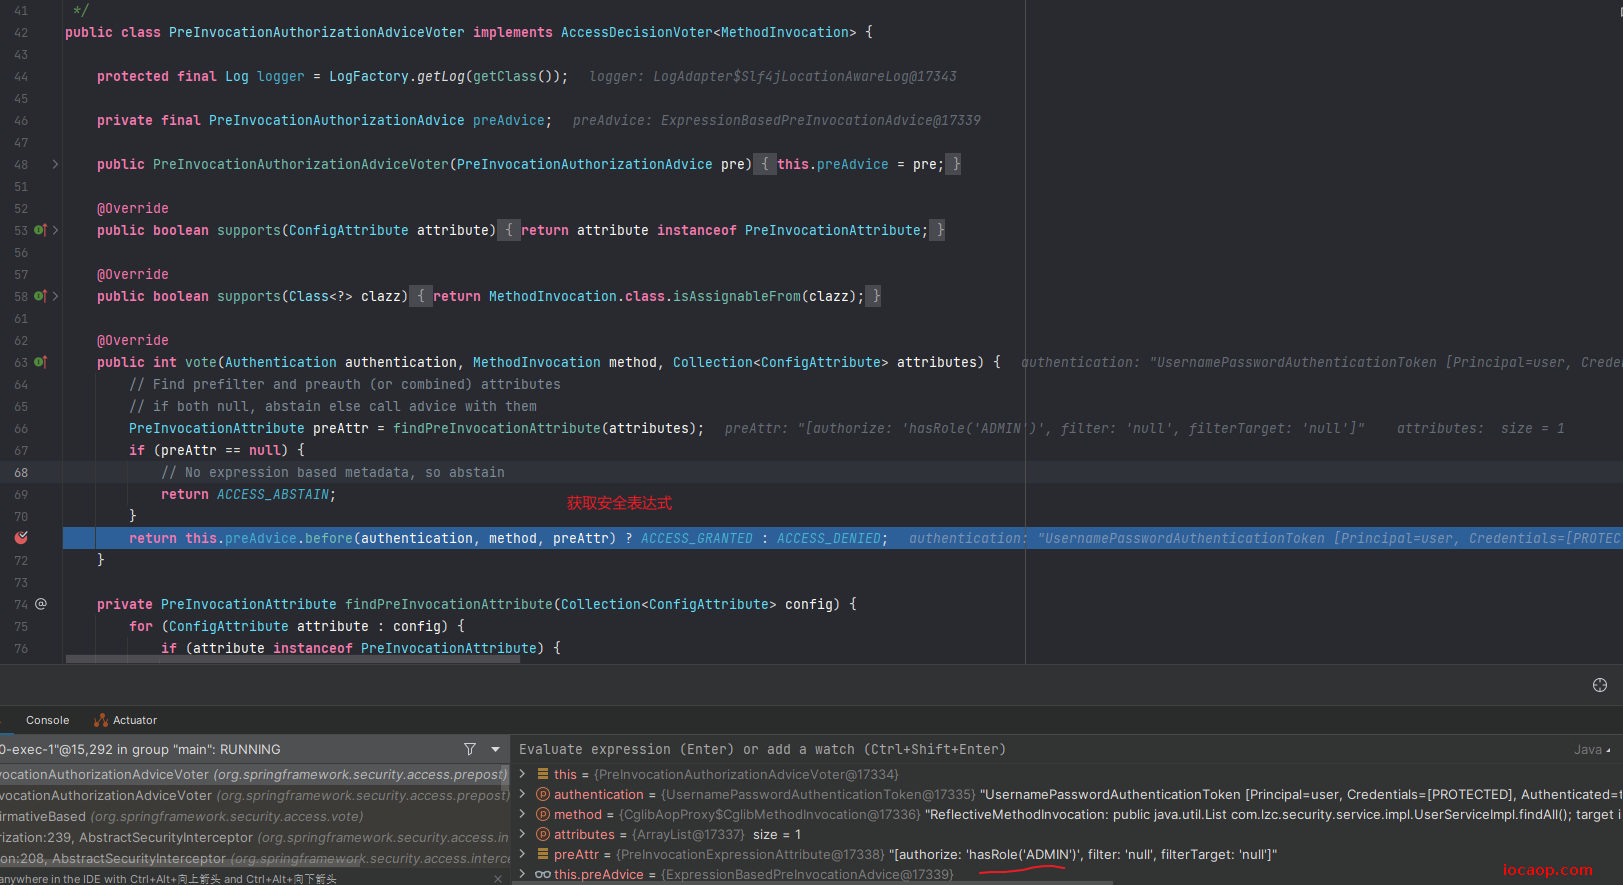 41 */
42 public class PreInvocationAuthorizationAdviceVoter implements AccessDecisionVoter<MethodInvocation> {
43
44 protected final Log logger = LogFactory.getLog(getClass()); logger: LogAdapter$Slf4jLocationAwareLog@17343
45
46 private final PreInvocationAuthorizationAdvice preAdvice; preAdvice: ExpressionBasedPreInvocationAdvice@17339
47
48 public PreInvocationAuthorizationAdviceVoter(PreInvocationAuthorizationAdvice pre) { this.preAdvice = pre; }
51
52 @Override
53 public boolean supports(ConfigAttribute attribute) { return attribute instanceof PreInvocationAttribute; }
56
57 @Override
58 public boolean supports(Class<?> clazz) { return MethodInvocation.class.isAssignableFrom(clazz); }
61
62 @Override
63 public int vote(Authentication authentication, MethodInvocation method, Collection<ConfigAttribute> attributes) { authentication: "UsernamePasswordAuthenticationToken [Principal=user, Creden
64 // Find prefilter and preauth (or combined) attributes
65 // if both null, abstain else call advice with them
66 PreInvocationAttribute preAttr = findPreInvocationAttribute(attributes); preAttr: "[authorize: 'hasRole('ADMIN')', filter: 'null', filterTarget: 'null']" attributes: size = 1
67 if (preAttr == null) {
68 // No expression based metadata, so abstain
69 return ACCESS_ABSTAIN;
获取安全表达式
70 }
return this.preAdvice.before(authentication, method, preAttr) ? ACCESS_GRANTED : ACCESS_DENIED; authentication: "UsernamePasswordAuthenticationToken [Principal=user, Credentials=[PROTEC
72 }
73
74 @ private PreInvocationAttribute findPreInvocationAttribute(Collection<ConfigAttribute> config) {
75 for (ConfigAttribute attribute : config) {
76 if (attribute instanceof PreInvocationAttribute) {
Console Actuator
0-exec-1"@15,292 in group "main": RUNNING
vocationAuthorizationAdviceVoter (org.springframework.security.access.prepost)
vocationAuthorizationAdviceVoter (org.springframework.security.access.prepost)
irmativeBased (org.springframework.security.access.vote)
rization:239, AbstractSecurityInterceptor (org.springframework.security.access.in
on:208, AbstractSecurityInterceptor (org.springframework.security.access.interce
anywhere in the IDE with Ctrl+Alt+向上箭头 and Ctrl+Alt+向下箭头
Evaluate expression (Enter) or add a watch (Ctrl+Shift+Enter) Java
this = {PreInvocationAuthorizationAdviceVoter@17334}
authentication = {UsernamePasswordAuthenticationToken@17335} "UsernamePasswordAuthenticationToken [Principal=user, Credentials=[PROTECTED], Authenticated=t
method = {CglibAopProxy$CglibMethodInvocation@17336} "ReflectiveMethodInvocation: public java.util.List com.lzc.security.service.impl.UserServiceImpl.findAll(); target i
attributes = {ArrayList@17337} size = 1
preAttr = {PreInvocationExpressionAttribute@17338} "[authorize: 'hasRole('ADMIN')', filter: 'null', filterTarget: 'null']"
this.preAdvice = {ExpressionBasedPreInvocationAdvice@17339}
iocaop.com